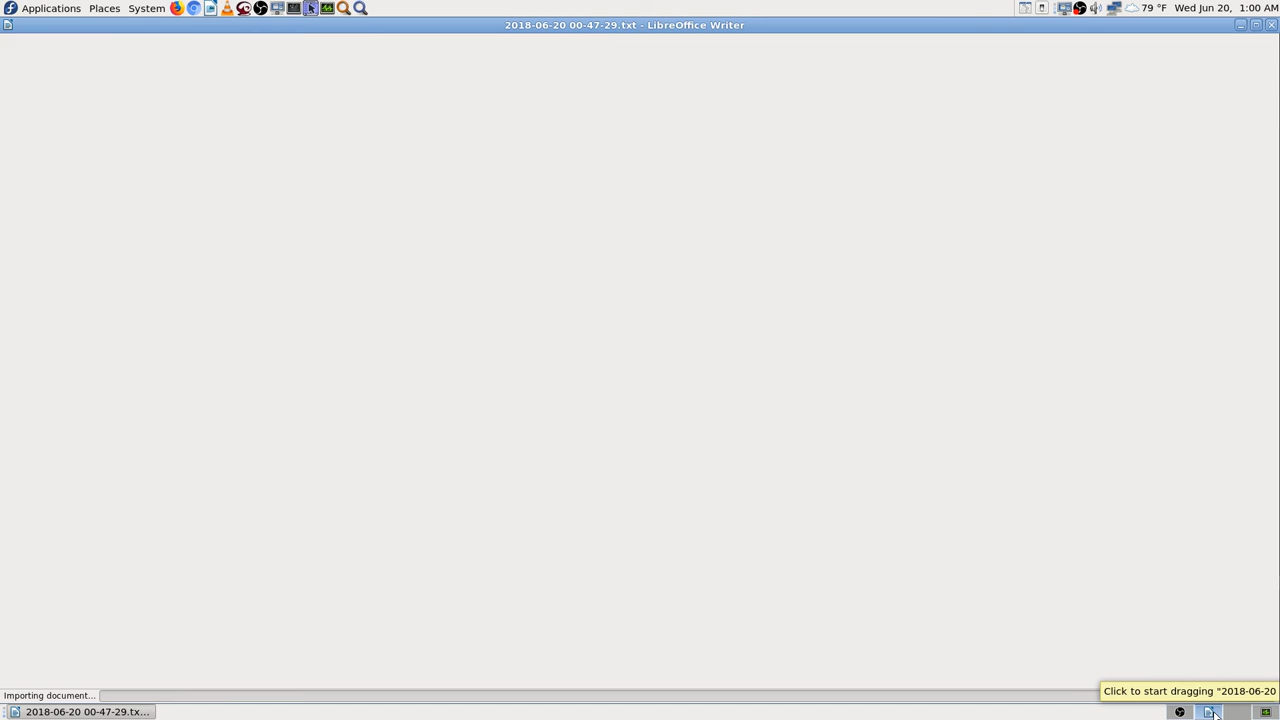 Applications Places System 79 °F Wed Jun 20, 1:00 AM
2018-06-20 00-47-29.txt - LibreOffice Writer
Importing document...
Click to start dragging "2018-06-20
2018-06-20 00-47-29.tx...